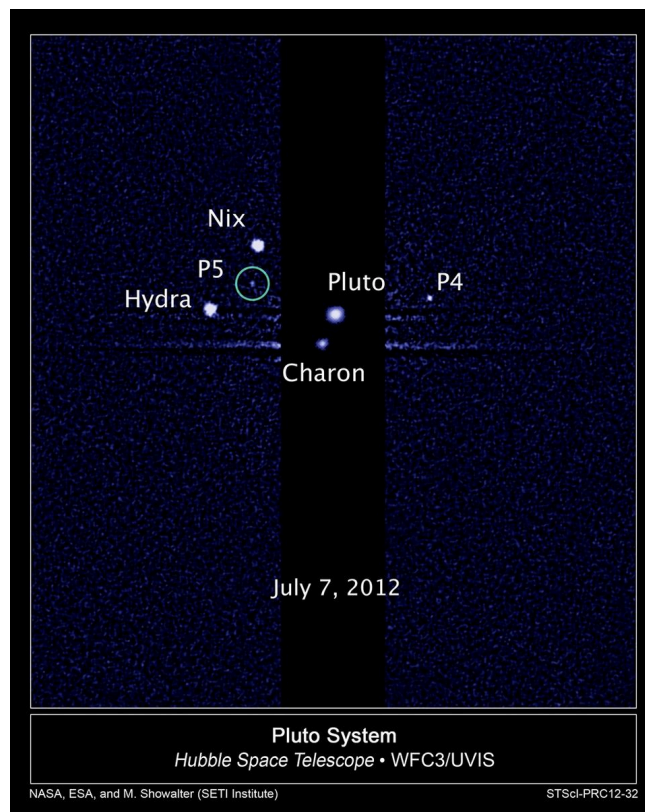 Nix
P5
Hydra
Pluto
P4
Charon
July 7, 2012
Pluto System
Hubble Space Telescope • WFC3/UVIS
NASA, ESA, and M. Showalter (SETI Institute)
STScI-PRC12-32